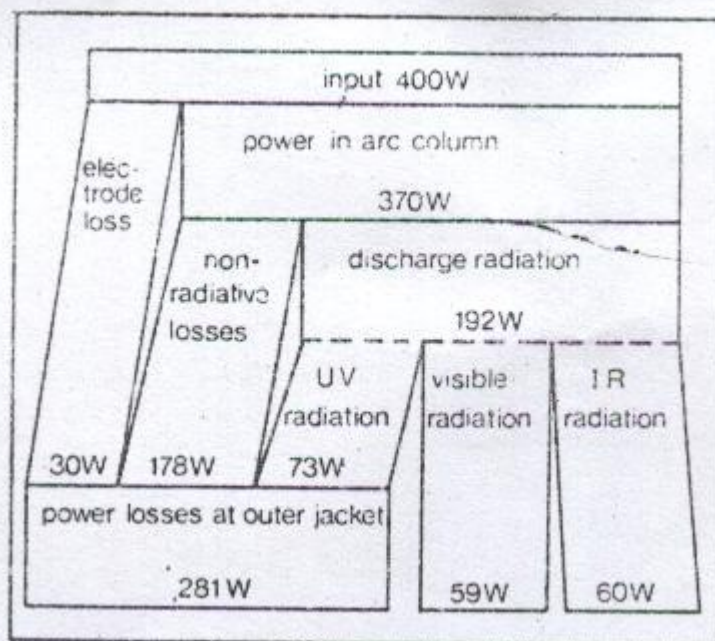 input 400W
power in arc column
370W
elec-
trode
loss
non-
radiative
losses
discharge radiation
192W
UV
radiation
visible
radiation
IR
radiation
30W
178W
73W
power losses at outer jacket
281W
59W
60W